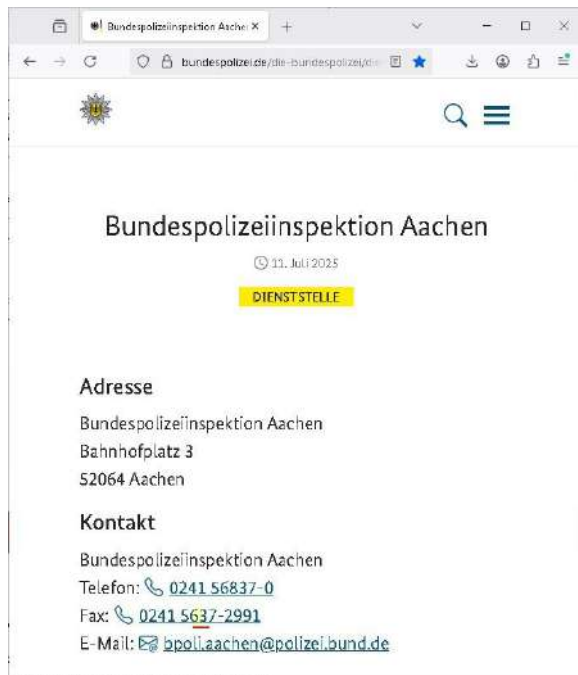 Bundespolizeiinspektion Aache
bundespolizei.de/die-bundespolizei/die
Bundespolizeiinspektion Aachen
11. Juli 2025
DIENSTSTELLE
Adresse
Bundespolizeiinspektion Aachen
Bahnhofplatz 3
52064 Aachen
Kontakt
Bundespolizeiinspektion Aachen
Telefon: 0241 56837-0
Fax: 0241 5637-2991
E-Mail: bpoli.aachen@polizei.bund.de